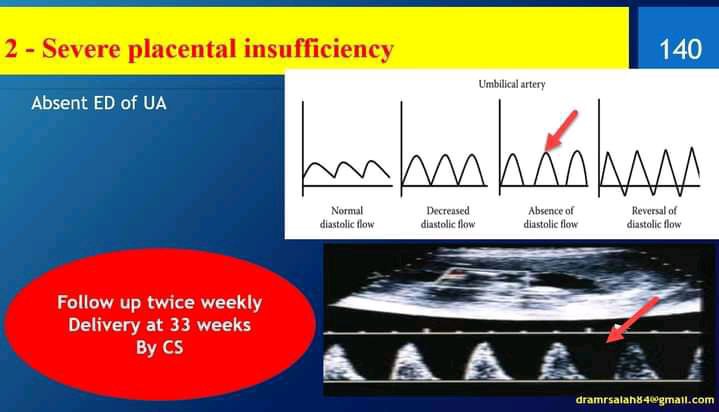 2 - Severe placental insufficiency
140
Absent ED of UA
Umbilical artery
Normal
diastolic flow
Decreased
diastolic flow
Absence of
diastolic flow
Reversal of
diastolic flow
Follow up twice weekly
Delivery at 33 weeks
By CS
dramrsalah84@gmail.com